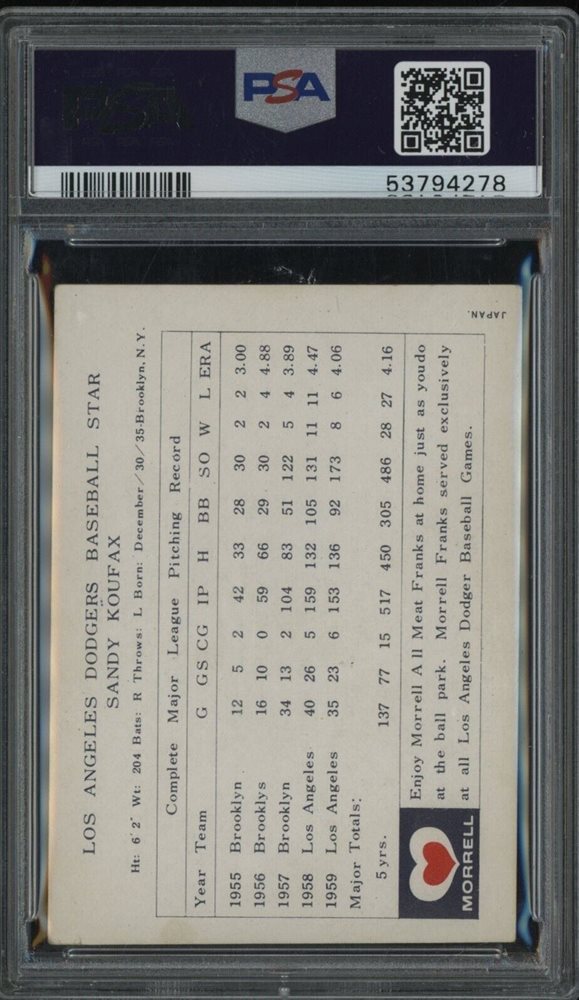 PSA
53794278
LOS ANGELES DODGERS BASEBALL STAR
SANDY KOUFAX
Ht: 6'2" Wt: 204 Bats: R Throws: L Born: December/30/35-Brooklyn, N.Y.
Complete Major League Pitching Record
Year Team G GS CG IP H BB SO W L ERA
1955 Brooklyn 12 5 2 42 33 28 30 2 2 3.00
1956 Brooklys 16 10 0 59 66 29 30 2 4 4.88
1957 Brooklyn 34 13 2 104 83 51 122 5 4 3.89
1958 Los Angeles 40 26 5 159 132 105 131 11 11 4.47
1959 Los Angeles 35 23 6 153 136 92 173 8 6 4.06
Major Totals:
5 yrs. 137 77 15 517 450 305 486 28 27 4.16
MORRELL
Enjoy Morrell All Meat Franks at home just as you do
at the ball park. Morrell Franks served exclusively
at all Los Angeles Dodger Baseball Games.
JAPAN.